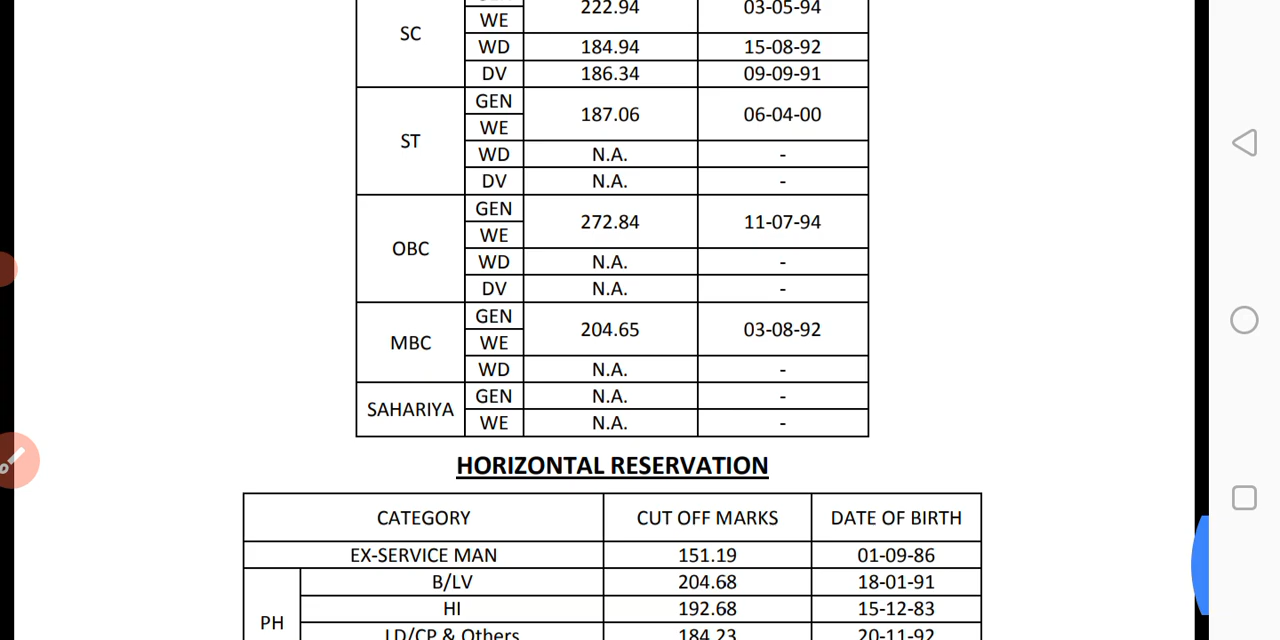 222.94 03-05-94
SC WE
WD 184.94 15-08-92
DV 186.34 09-09-91
GEN
187.06 06-04-00
WE
ST
WD N.A. -
DV N.A. -
GEN
272.84 11-07-94
WE
OBC
WD N.A. -
DV N.A. -
GEN
204.65 03-08-92
MBC WE
WD N.A. -
GEN N.A. -
SAHARIYA
WE N.A. -
HORIZONTAL RESERVATION
CATEGORY CUT OFF MARKS DATE OF BIRTH
EX-SERVICE MAN 151.19 01-09-86
B/LV 204.68 18-01-91
HI 192.68 15-12-83
PH
LD/CP & Others 184.23 20-11-92